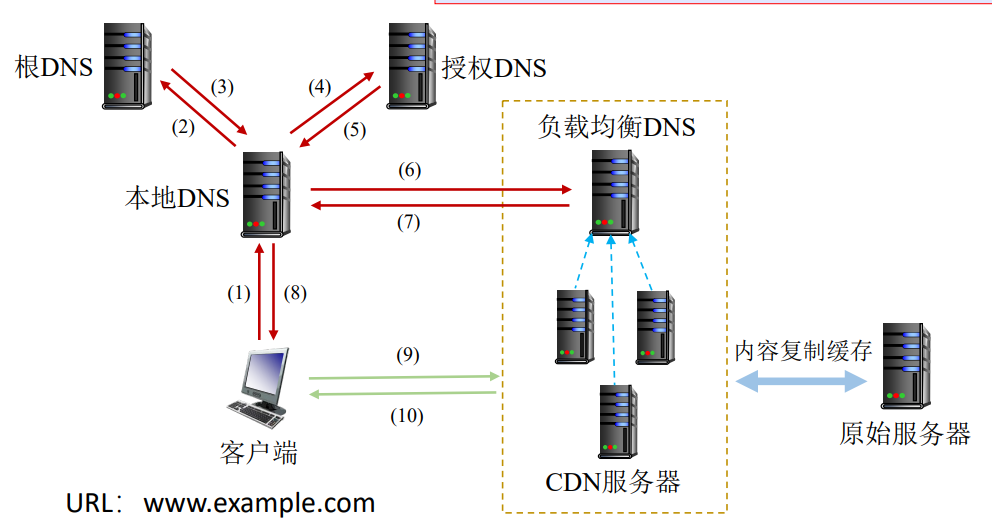 根DNS
(3)
(2)
(4)
(5)
授权DNS
负载均衡DNS
本地DNS
(6)
(7)
(1)
(8)
内容复制缓存
(9)
(10)
客户端
CDN服务器
原始服务器
URL：www.example.com